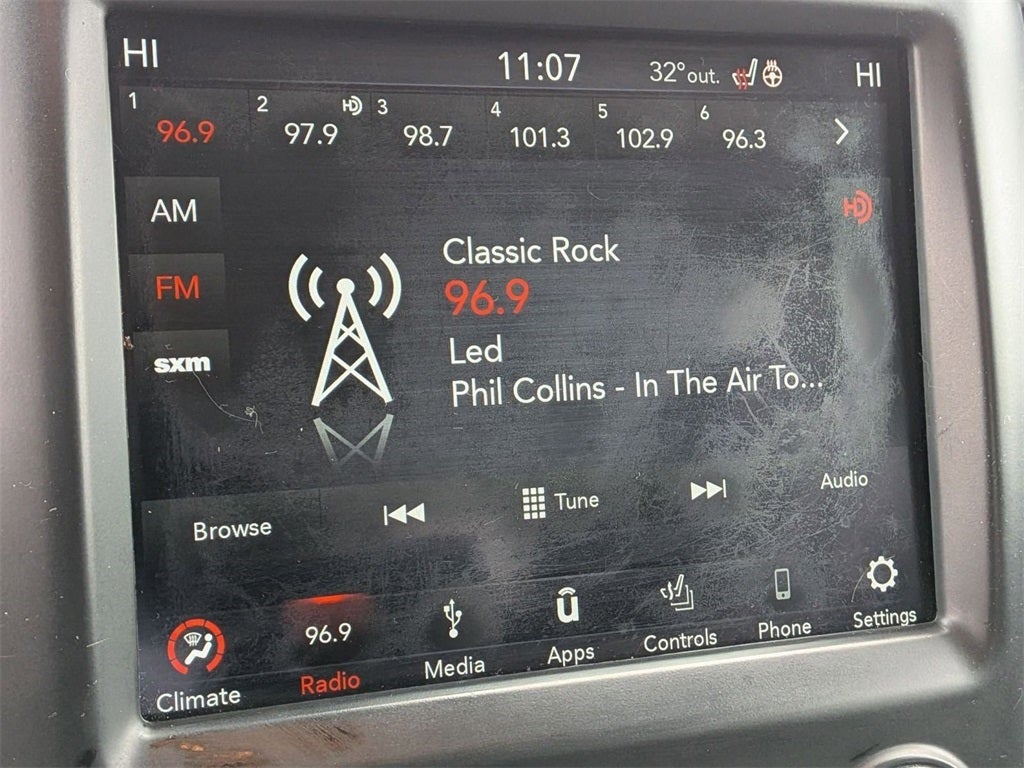 HI 11:07 32° out. HI
1 96.9 2 97.9 HD 3 98.7 4 101.3 5 102.9 6 96.3
AM
HD
FM
sxm
Classic Rock
96.9
Led
Phil Collins - In The Air To...
Browse Tune Audio
96.9
Climate Radio Media Apps Controls Phone Settings